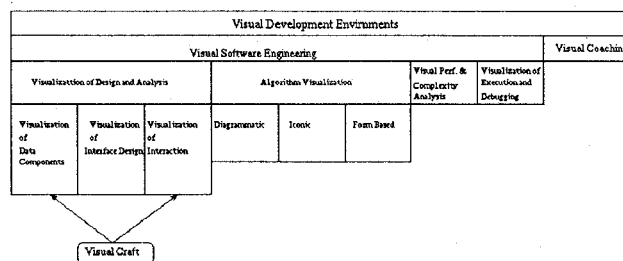 Visual Development Envirnments
Visual Software Engineering
Visual Coachin
Visualizattion of Design and Analysis
Algorithm Visualization
Visual Perf. &
Complexity
Analysis
Visualization of
Execution and
Debugging
Visualization
of
Data
Components
Visualization
of
Interface Design
Visualization
of
Interaction
Diagrammatic
Iconic
Form Based
Visual Craft